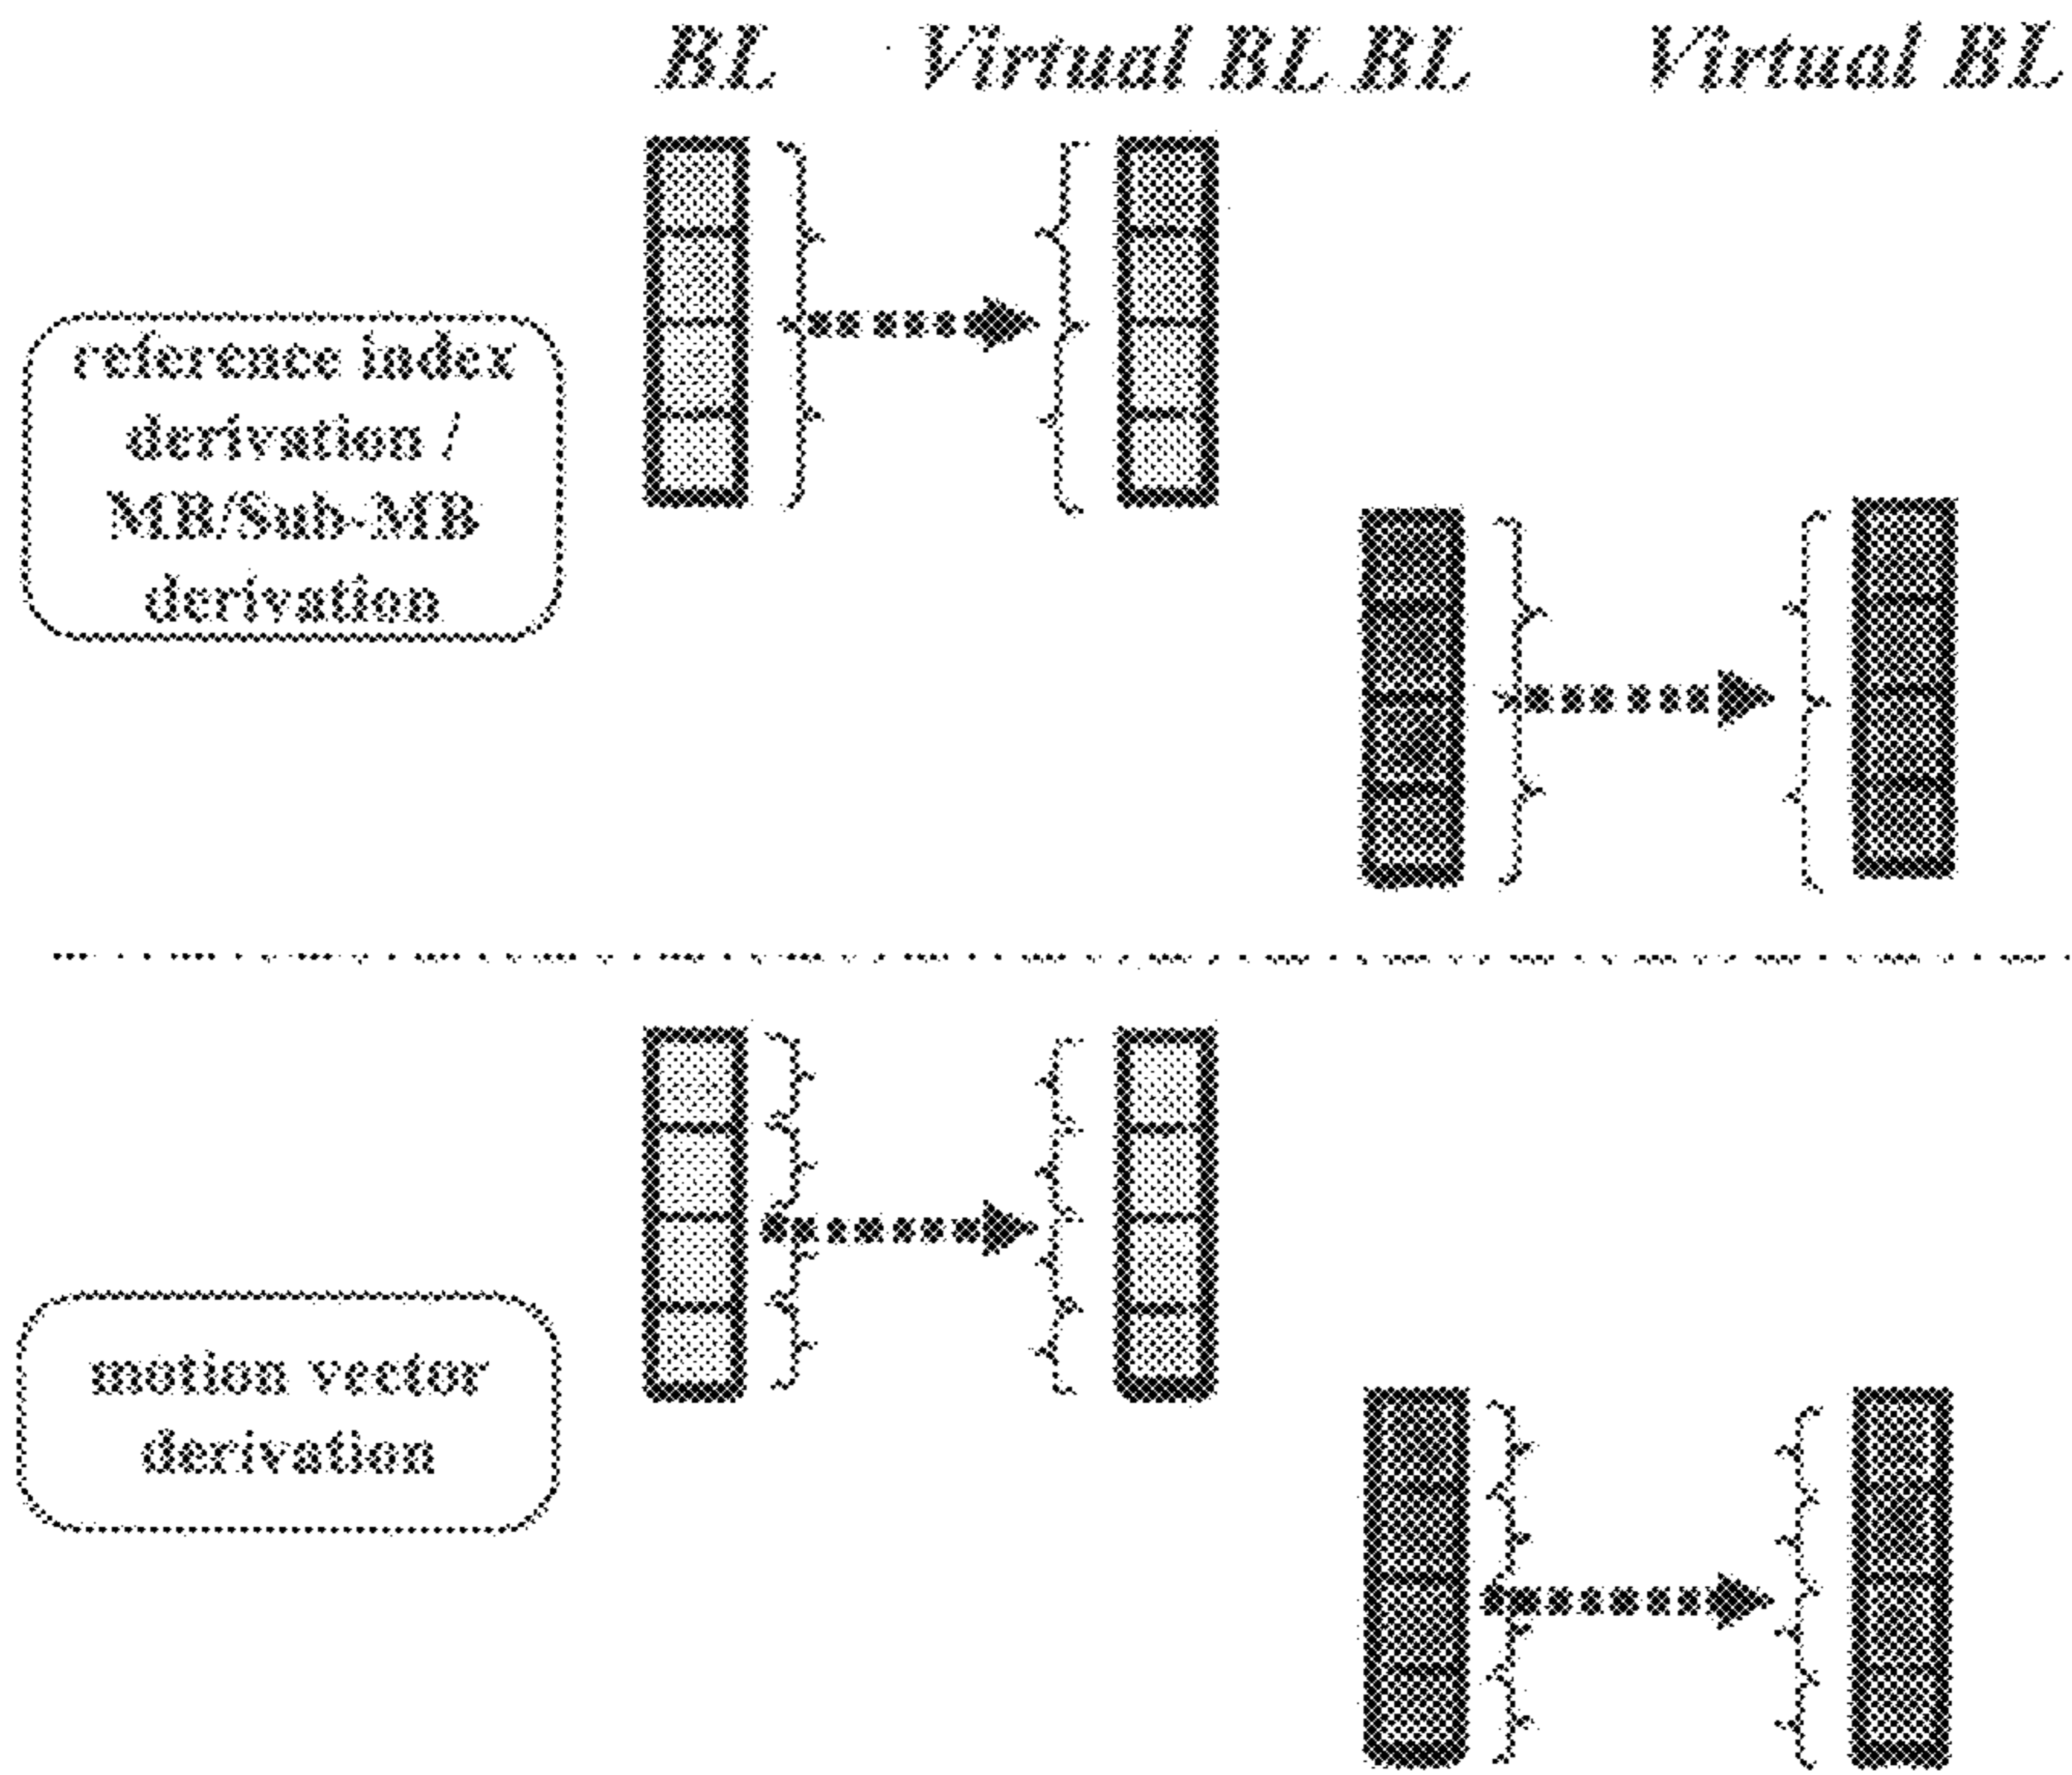 BL Virtual BL BL Virtual BL
reference index
derivation /
MB/Sub-MB
derivation
motion vector
derivation